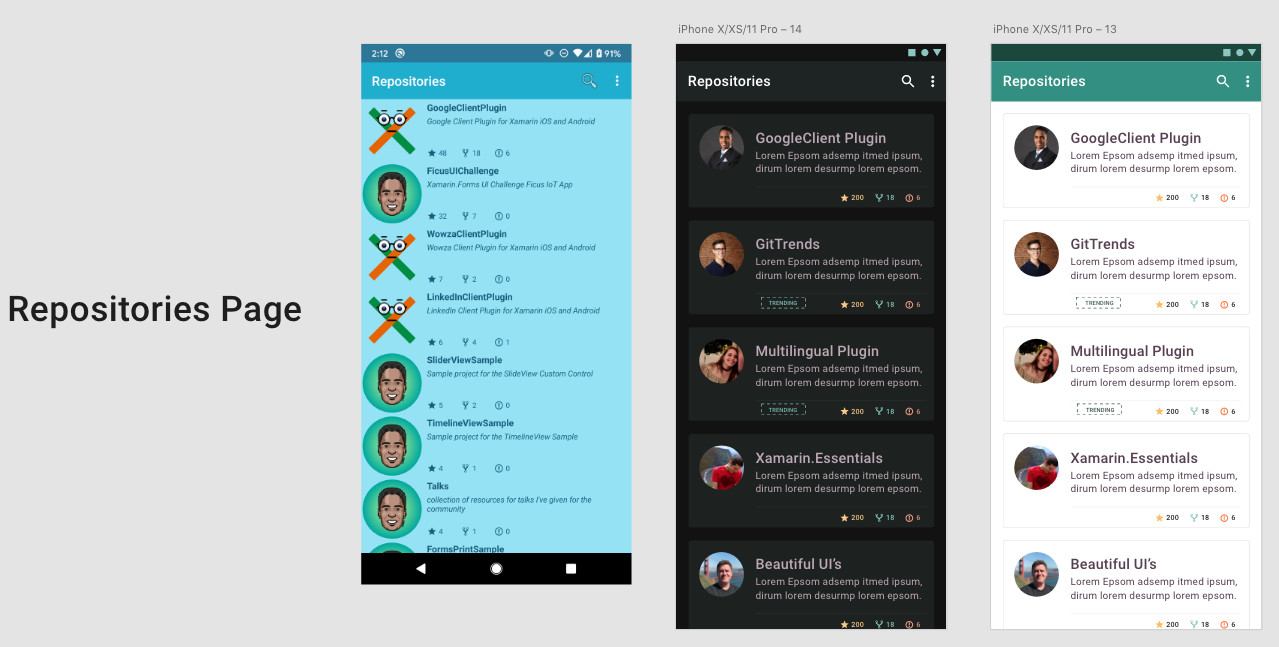 Repositories Page
2:12
91%
Repositories
GoogleClientPlugin
Google Client Plugin for Xamarin iOS and Android
48 18 6
FicusUIChallenge
Xamarin.Forms UI Challenge Ficus IoT App
32 7 0
WowzaClientPlugin
Wowza Client Plugin for Xamarin iOS and Android
7 2 0
LinkedInClientPlugin
LinkedIn Client Plugin for Xamarin iOS and Android
6 4 1
SliderViewSample
Sample project for the SlideView Custom Control
5 2 0
TimelineViewSample
Sample project for the TimelineView Sample
4 1 0
Talks
collection of resources for talks I've given for the
community
4 1 0
FormsPrintSample
iPhone X/XS/11 Pro – 14
Repositories
GoogleClient Plugin
Lorem Epsom adsemp itmed ipsum,
dirum lorem desurmp lorem epsom.
200 18 6
GitTrends
Lorem Epsom adsemp itmed ipsum,
dirum lorem desurmp lorem epsom.
TRENDING 200 18 6
Multilingual Plugin
Lorem Epsom adsemp itmed ipsum,
dirum lorem desurmp lorem epsom.
TRENDING 200 18 6
Xamarin.Essentials
Lorem Epsom adsemp itmed ipsum,
dirum lorem desurmp lorem epsom.
200 18 6
Beautiful UI's
Lorem Epsom adsemp itmed ipsum,
dirum lorem desurmp lorem epsom.
200 18 6
iPhone X/XS/11 Pro – 13
Repositories
GoogleClient Plugin
Lorem Epsom adsemp itmed ipsum,
dirum lorem desurmp lorem epsom.
200 18 6
GitTrends
Lorem Epsom adsemp itmed ipsum,
dirum lorem desurmp lorem epsom.
TRENDING 200 18 6
Multilingual Plugin
Lorem Epsom adsemp itmed ipsum,
dirum lorem desurmp lorem epsom.
TRENDING 200 18 6
Xamarin.Essentials
Lorem Epsom adsemp itmed ipsum,
dirum lorem desurmp lorem epsom.
200 18 6
Beautiful UI's
Lorem Epsom adsemp itmed ipsum,
dirum lorem desurmp lorem epsom.
200 18 6